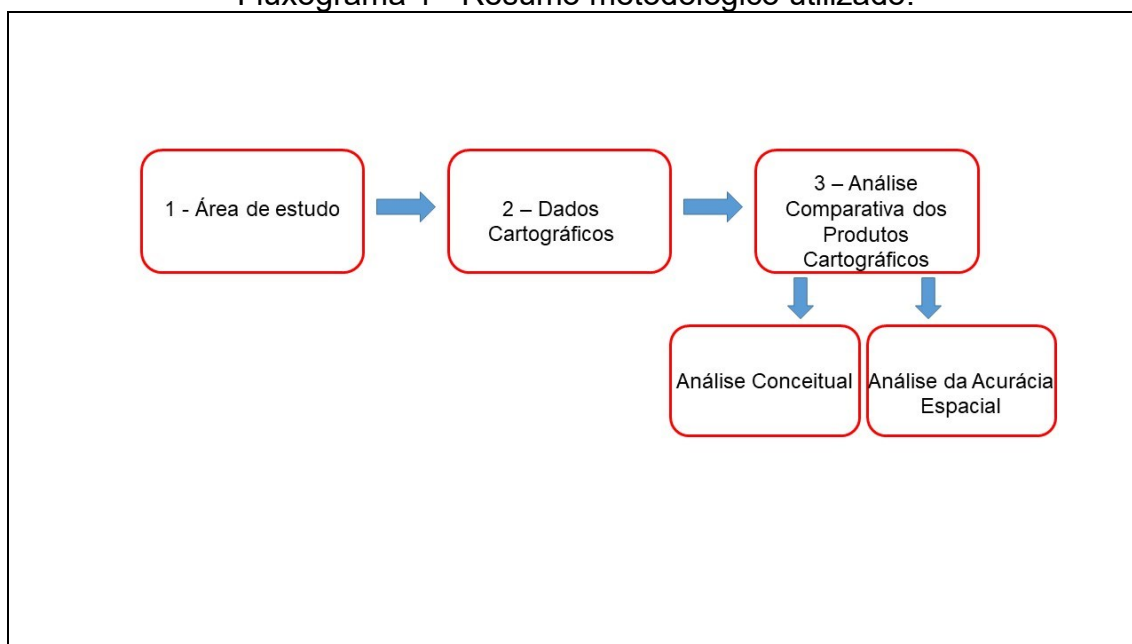 Fluxograma 1 - Resumo metodológico utilizado.
1 - Área de estudo
2 – Dados
Cartográficos
3 – Análise
Comparativa dos
Produtos
Cartográficos
Análise Conceitual
Análise da Acurácia
Espacial